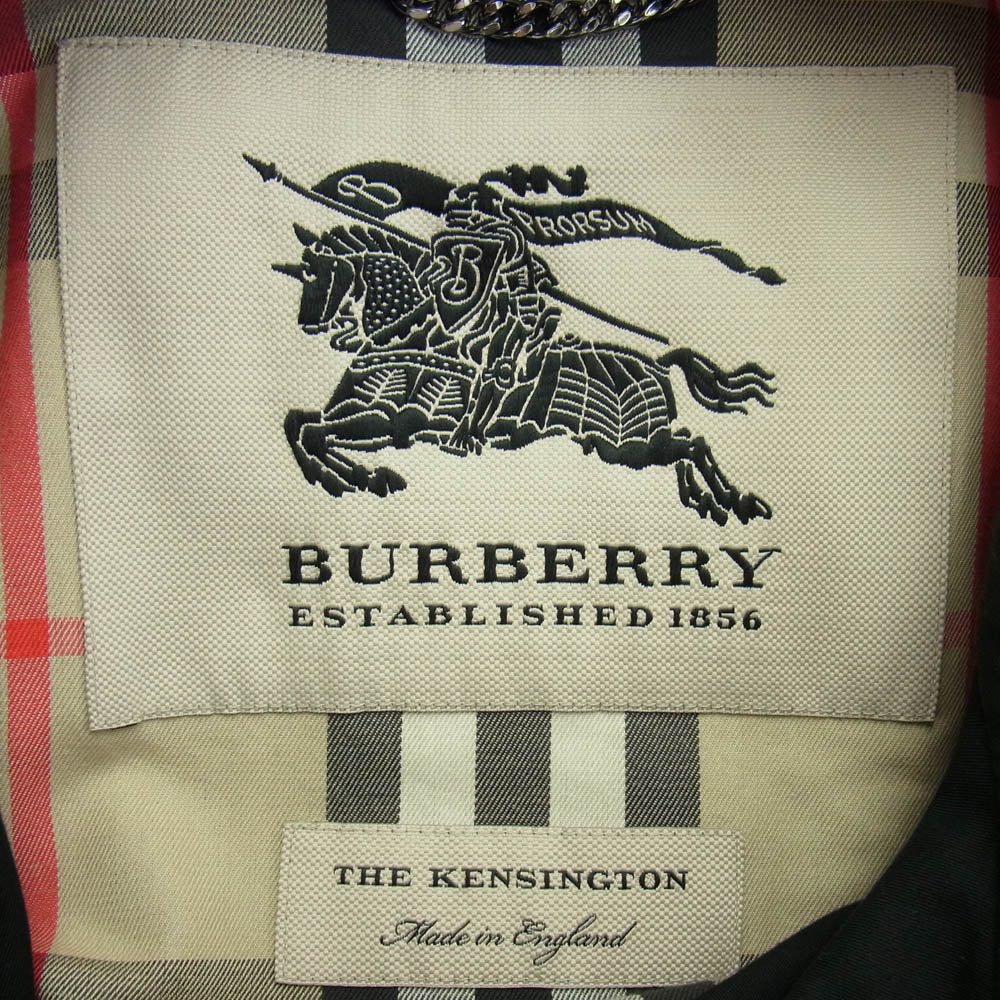 B
PRORSUM
B
BURBERRY
ESTABLISHED 1856
THE KENSINGTON
Made in England